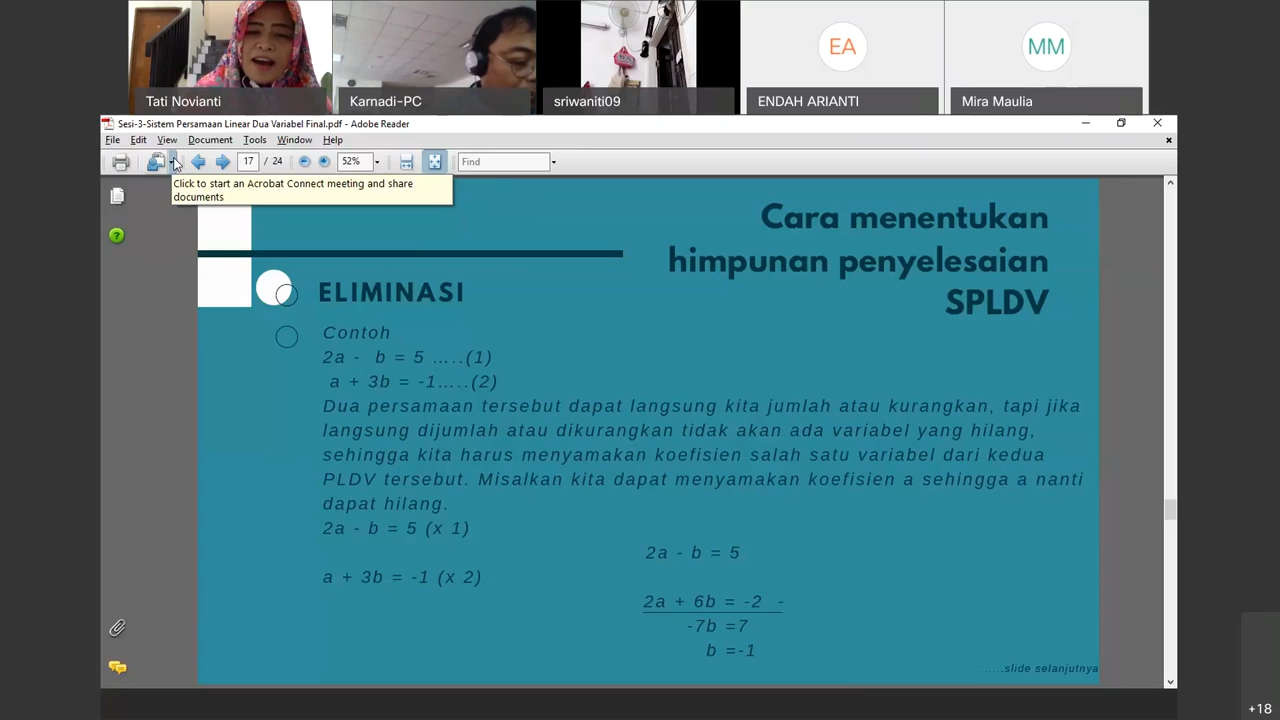 EA
MM
Tati Novianti
Karnadi-PC
sriwaniti09
ENDAH ARIANTI
Mira Maulia
Sesi-3-Sistem Persamaan Linear Dua Variabel Final.pdf - Adobe Reader
File Edit View Document Tools Window Help
17 / 24 52% Find
Click to start an Acrobat Connect meeting and share
documents
Cara menentukan
himpunan penyelesaian
SPLDV
ELIMINASI
Contoh
2a - b = 5 …..(1)
a + 3b = -1…..(2)
Dua persamaan tersebut dapat langsung kita jumlah atau kurangkan, tapi jika
langsung dijumlah atau dikurangkan tidak akan ada variabel yang hilang,
sehingga kita harus menyamakan koefisien salah satu variabel dari kedua
PLDV tersebut. Misalkan kita dapat menyamakan koefisien a sehingga a nanti
dapat hilang.
2a - b = 5 (x 1)
2a - b = 5
a + 3b = -1 (x 2)
2a + 6b = -2 -
-7b =7
b =-1
......slide selanjutnya
+18